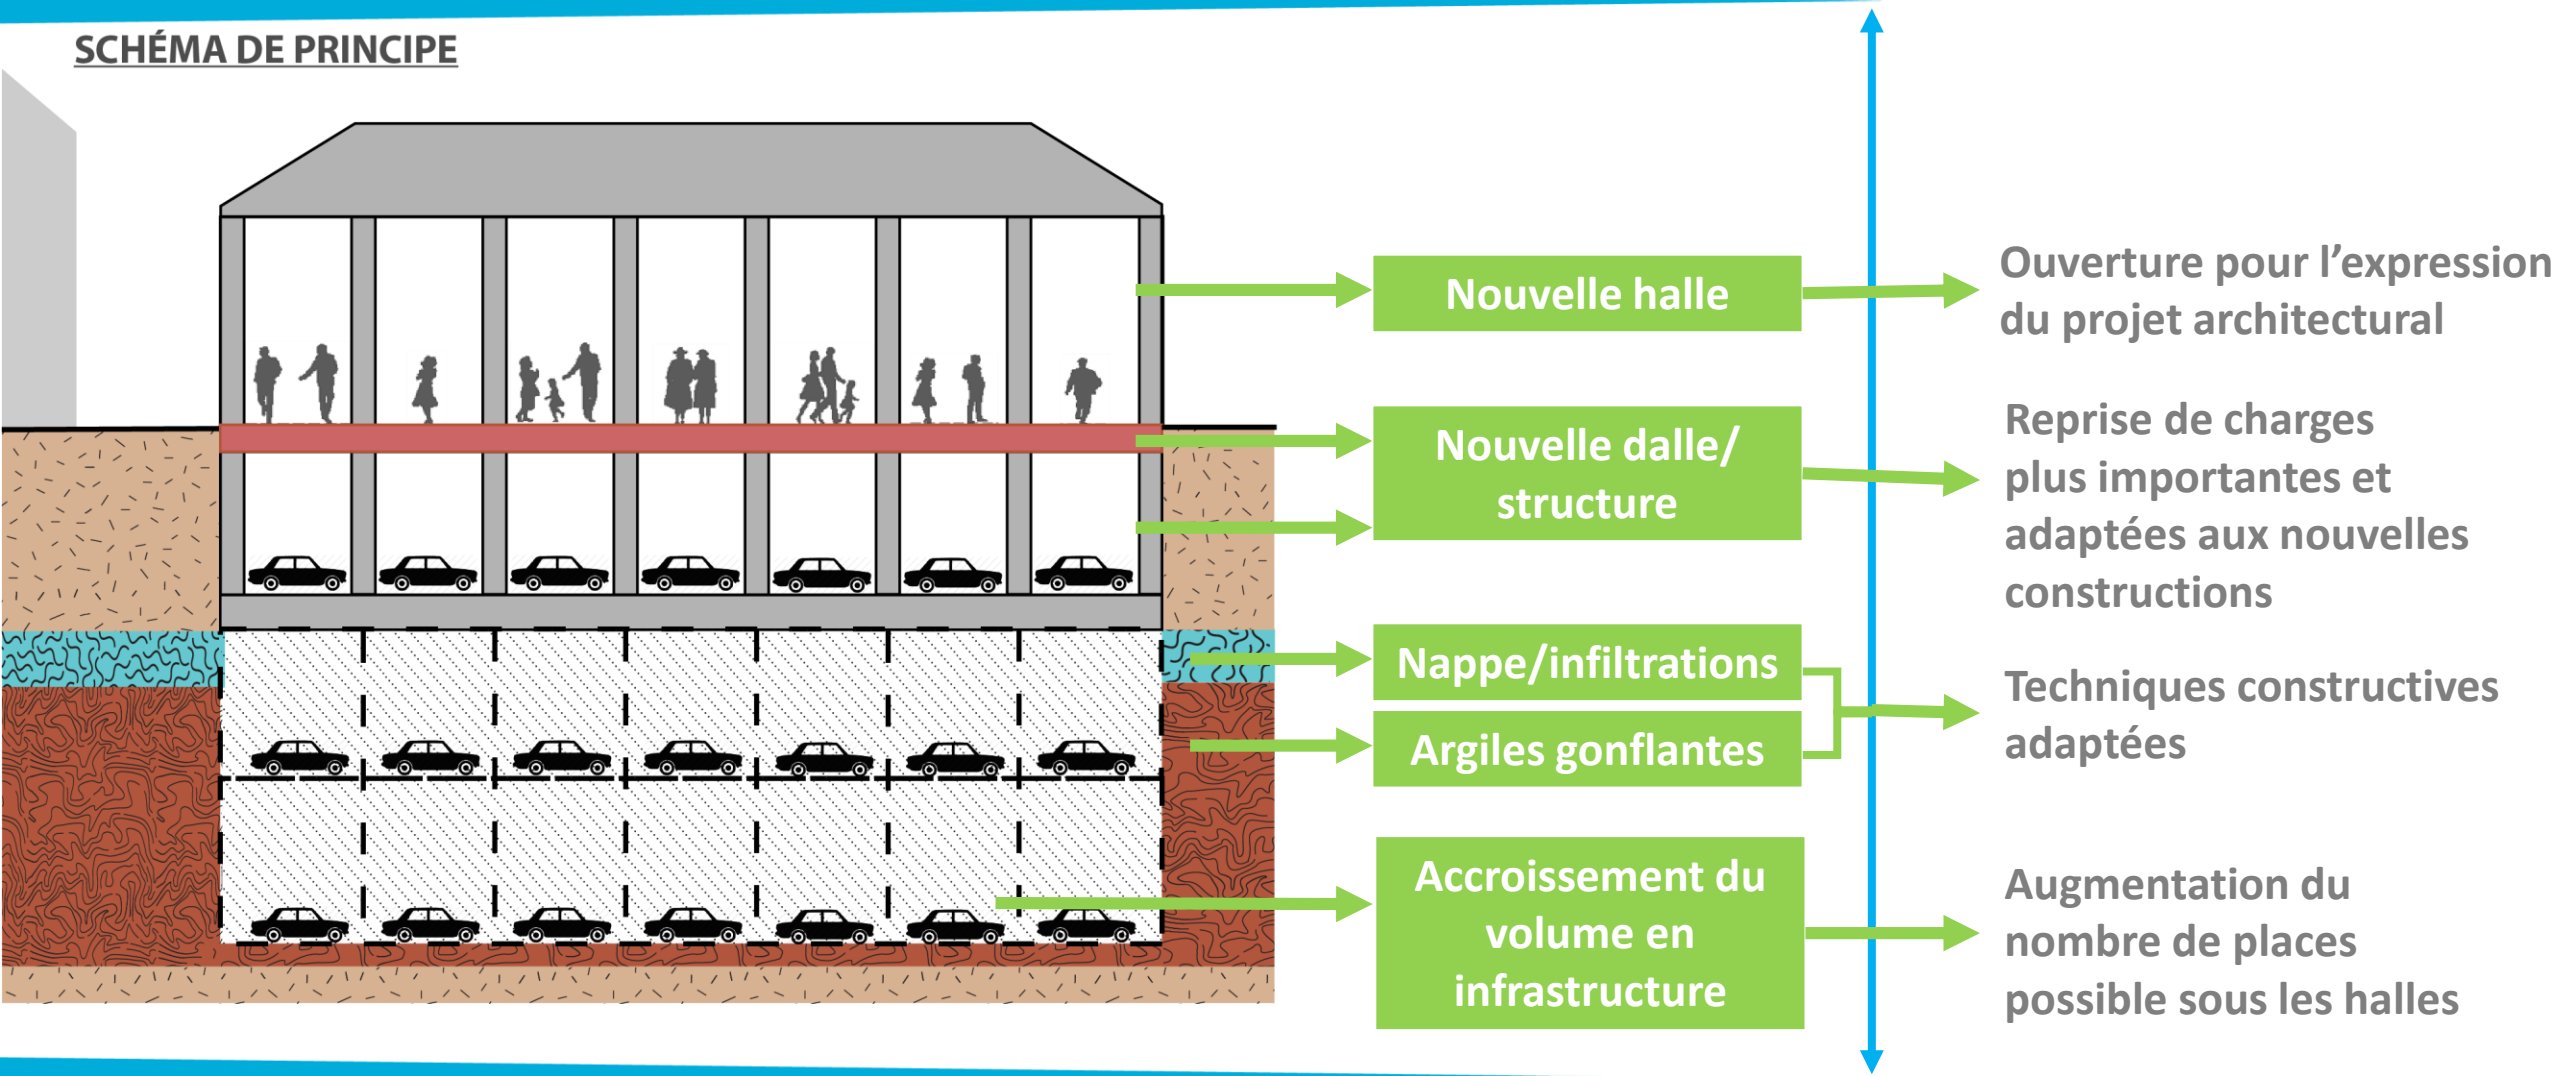 SCHÉMA DE PRINCIPE
Nouvelle halle
Ouverture pour l’expression
du projet architectural
Nouvelle dalle/
structure
Reprise de charges
plus importantes et
adaptées aux nouvelles
constructions
Nappe/infiltrations
Argiles gonflantes
Techniques constructives
adaptées
Accroissement du
volume en
infrastructure
Augmentation du
nombre de places
possible sous les halles